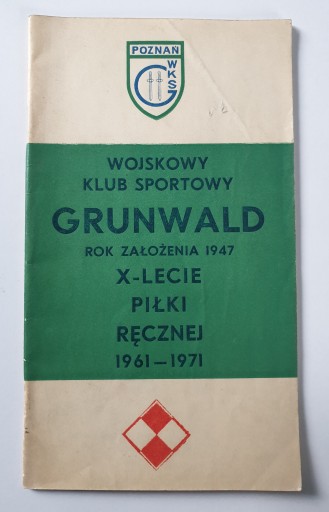 POZNAŃ
WKS
G
WOJSKOWY
KLUB SPORTOWY
GRUNWALD
ROK ZAŁOŻENIA 1947
X-LECIE
PIŁKI
RĘCZNEJ
1961—1971